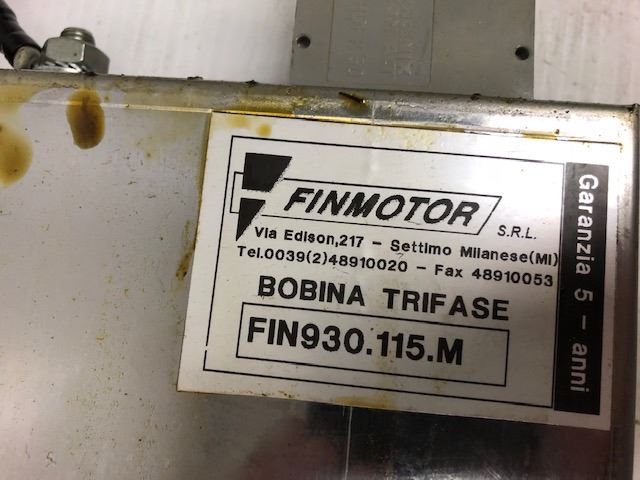 FINMOTOR S.R.L.
Via Edison,217 - Settimo Milanese(MI)
Tel.0039(2)48910020 - Fax 48910053
BOBINA TRIFASE
FIN930.115.M
Garanzia 5 - anni